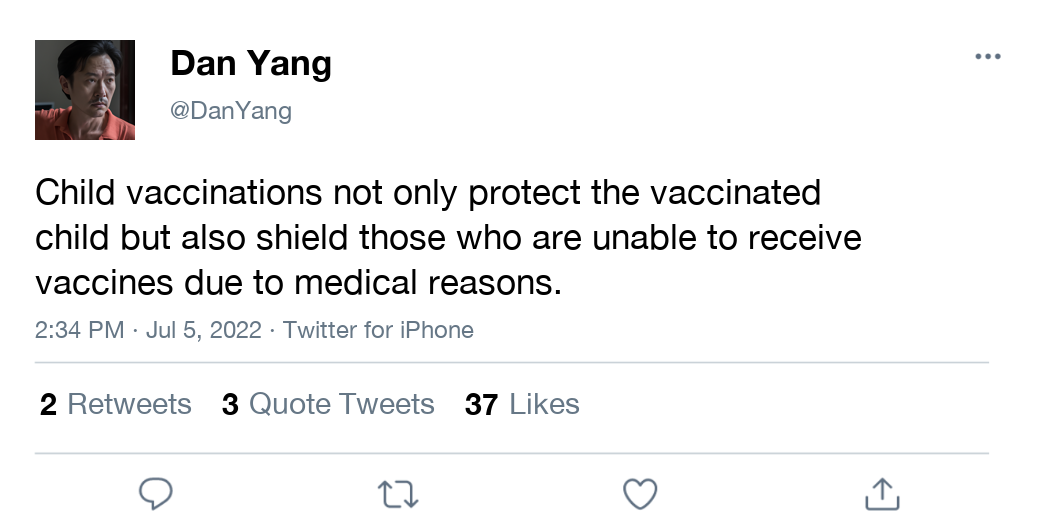 Dan Yang
@DanYang
Child vaccinations not only protect the vaccinated
child but also shield those who are unable to receive
vaccines due to medical reasons.
2:34 PM · Jul 5, 2022 · Twitter for iPhone
2 Retweets 3 Quote Tweets 37 Likes